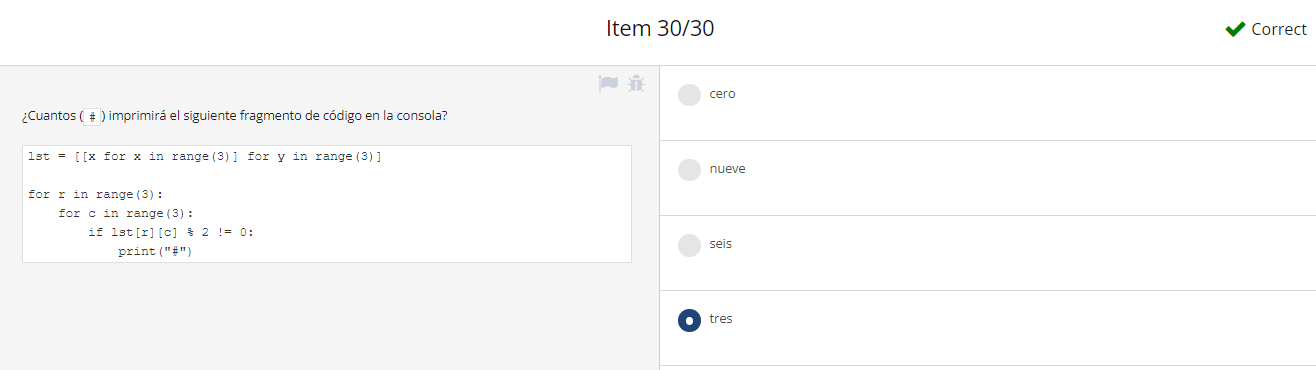 Item 30/30
Correct
¿Cuantos ( # ) imprimirá el siguiente fragmento de código en la consola?
lst = [[x for x in range(3)] for y in range(3)]
for r in range(3):
    for c in range(3):
        if lst[r][c] % 2 != 0:
            print("#")
cero
nueve
seis
tres